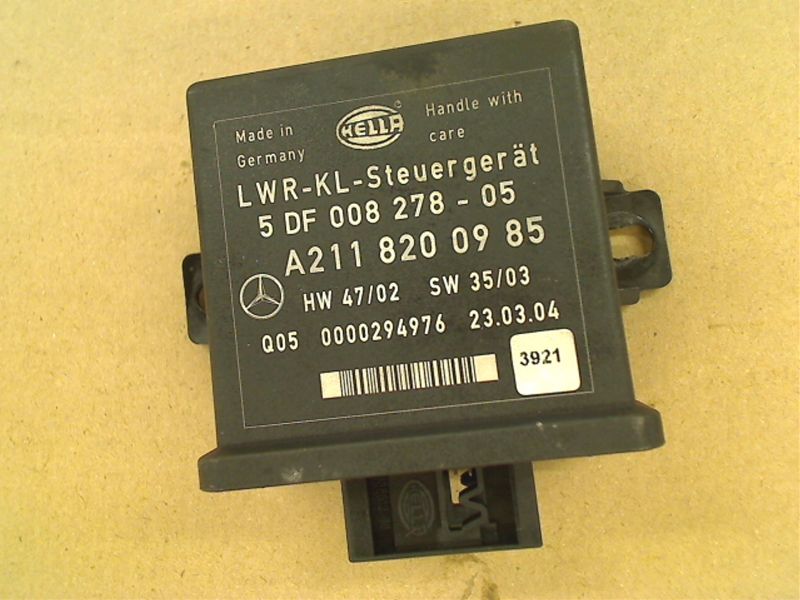 Made in
Germany
HELLA
Handle with
care
LWR-KL-Steuergerät
5 DF 008 278 - 05
A211 820 09 85
HW 47/02 SW 35/03
Q05 0000294976 23.03.04
3921
HELLA